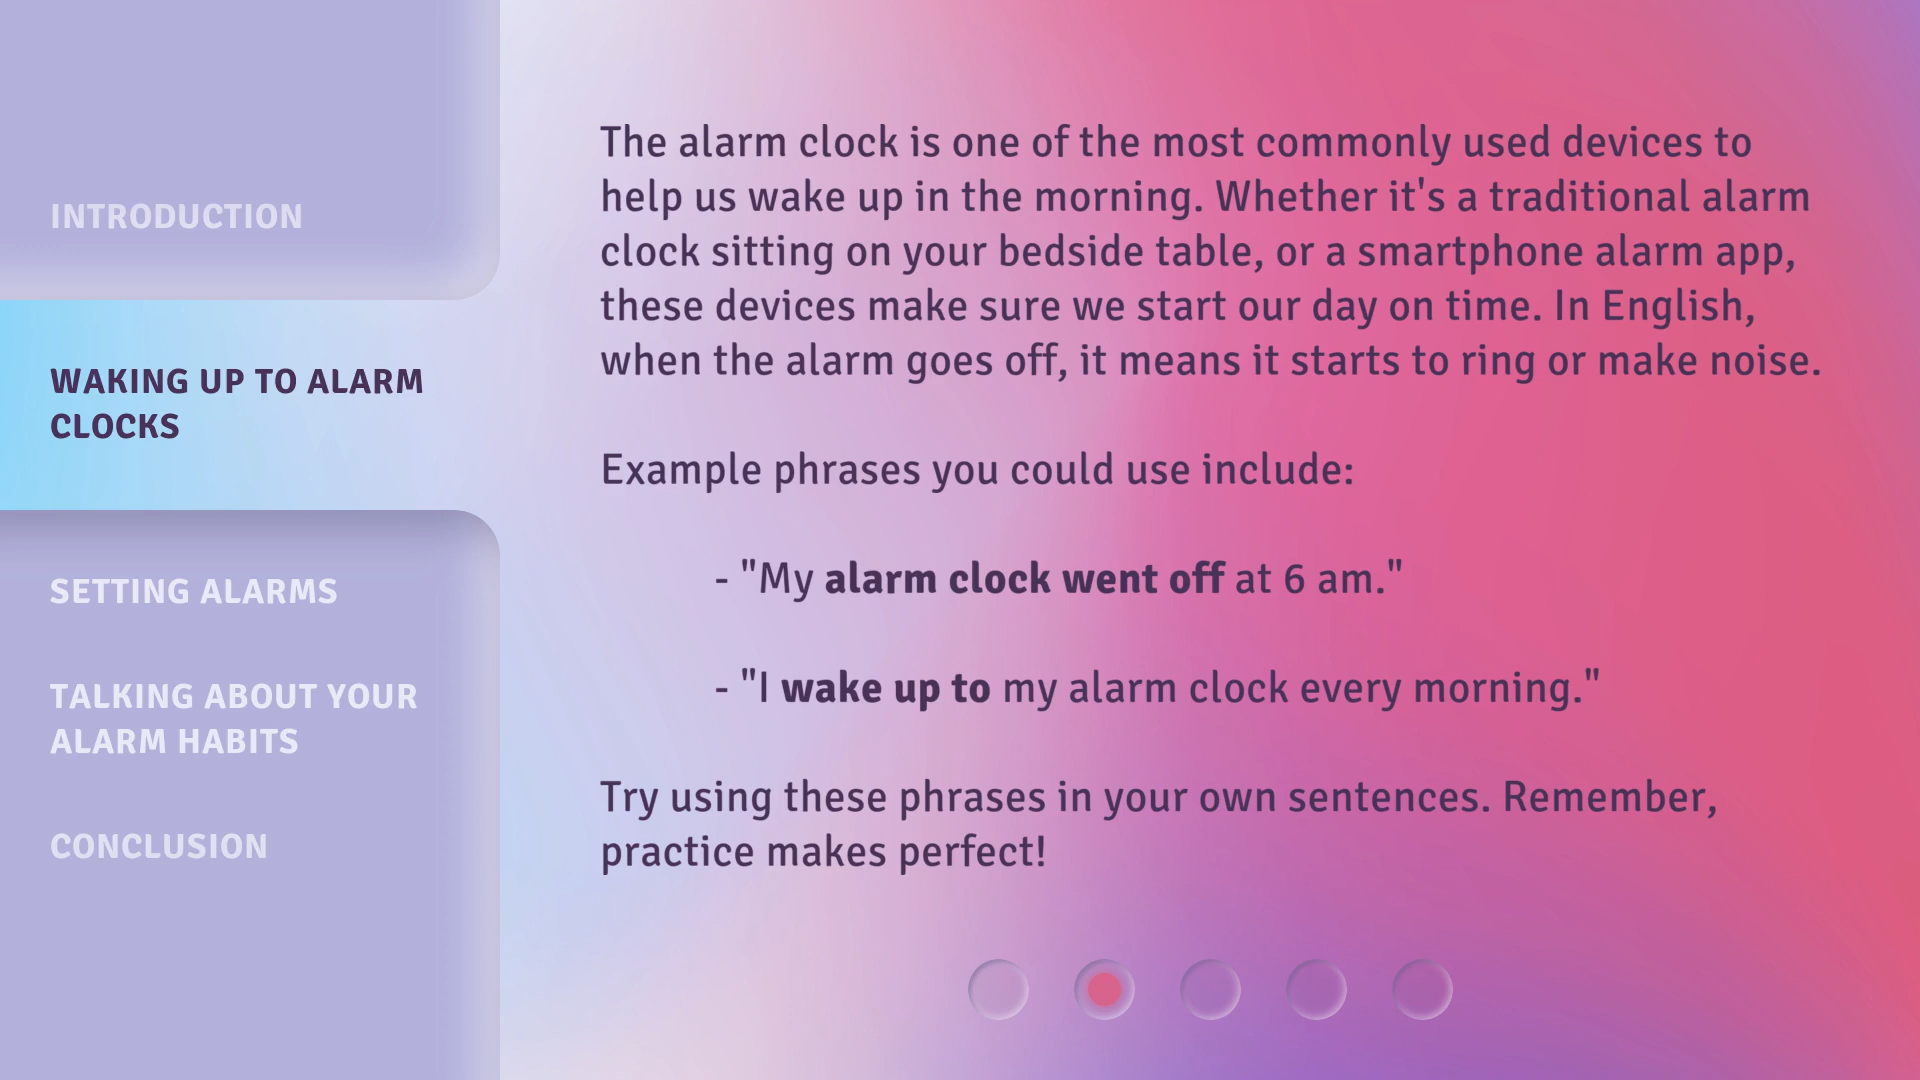 INTRODUCTION
WAKING UP TO ALARM
CLOCKS
SETTING ALARMS
TALKING ABOUT YOUR
ALARM HABITS
CONCLUSION
The alarm clock is one of the most commonly used devices to
help us wake up in the morning. Whether it's a traditional alarm
clock sitting on your bedside table, or a smartphone alarm app,
these devices make sure we start our day on time. In English,
when the alarm goes off, it means it starts to ring or make noise.
Example phrases you could use include:
- "My alarm clock went off at 6 am."
- "I wake up to my alarm clock every morning."
Try using these phrases in your own sentences. Remember,
practice makes perfect!